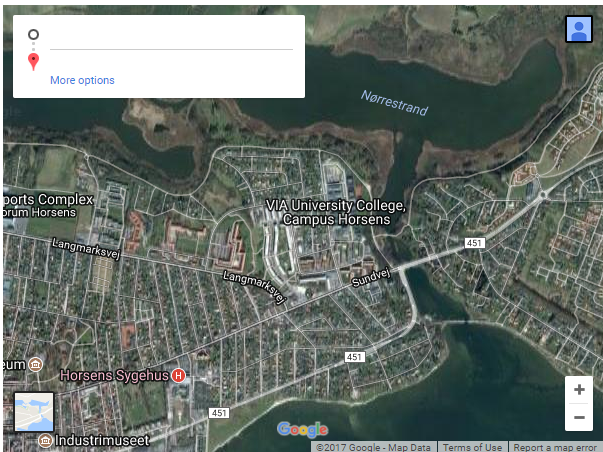 More options
Nørrestrand
ports Complex
orum Horsens
VIA University College,
Campus Horsens
Langmarksvej
451
Langmarksvej
Sundvej
451
eum
Horsens Sygehus H
+
451
−
Google
Industrimuseet
©2017 Google - Map Data Terms of Use Report a map error